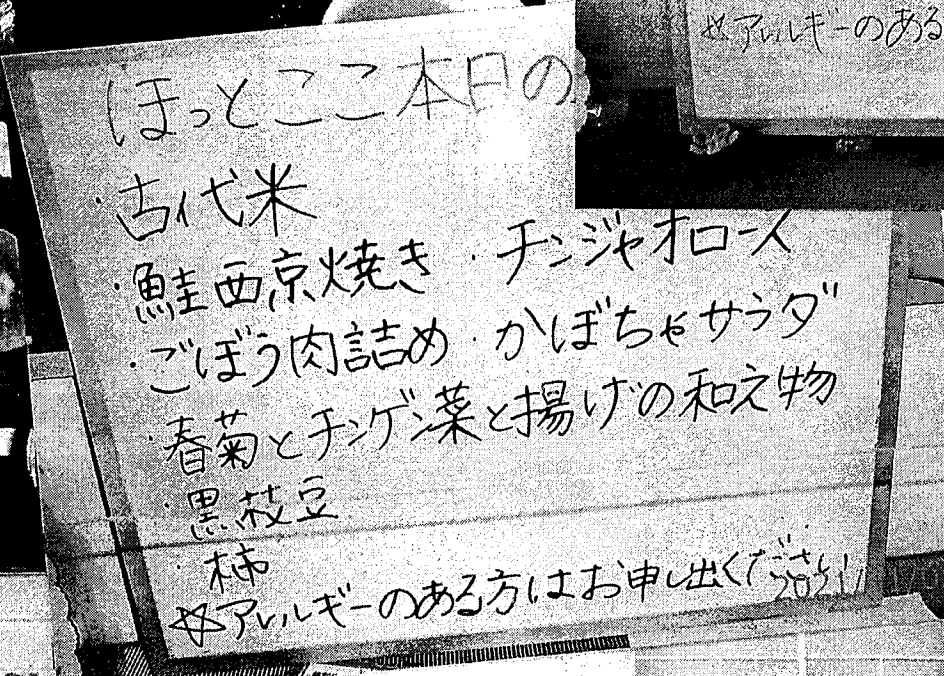 ほっとここ本日の
・古代米
・鮭西京焼き ・チンジャオロース
・ごぼう肉詰め ・かぼちゃサラダ
・春菊とチンゲン菜と揚げの和え物
・黒枝豆
・柿
☆アレルギーのある方はお申し出ください
☆アレルギーのある